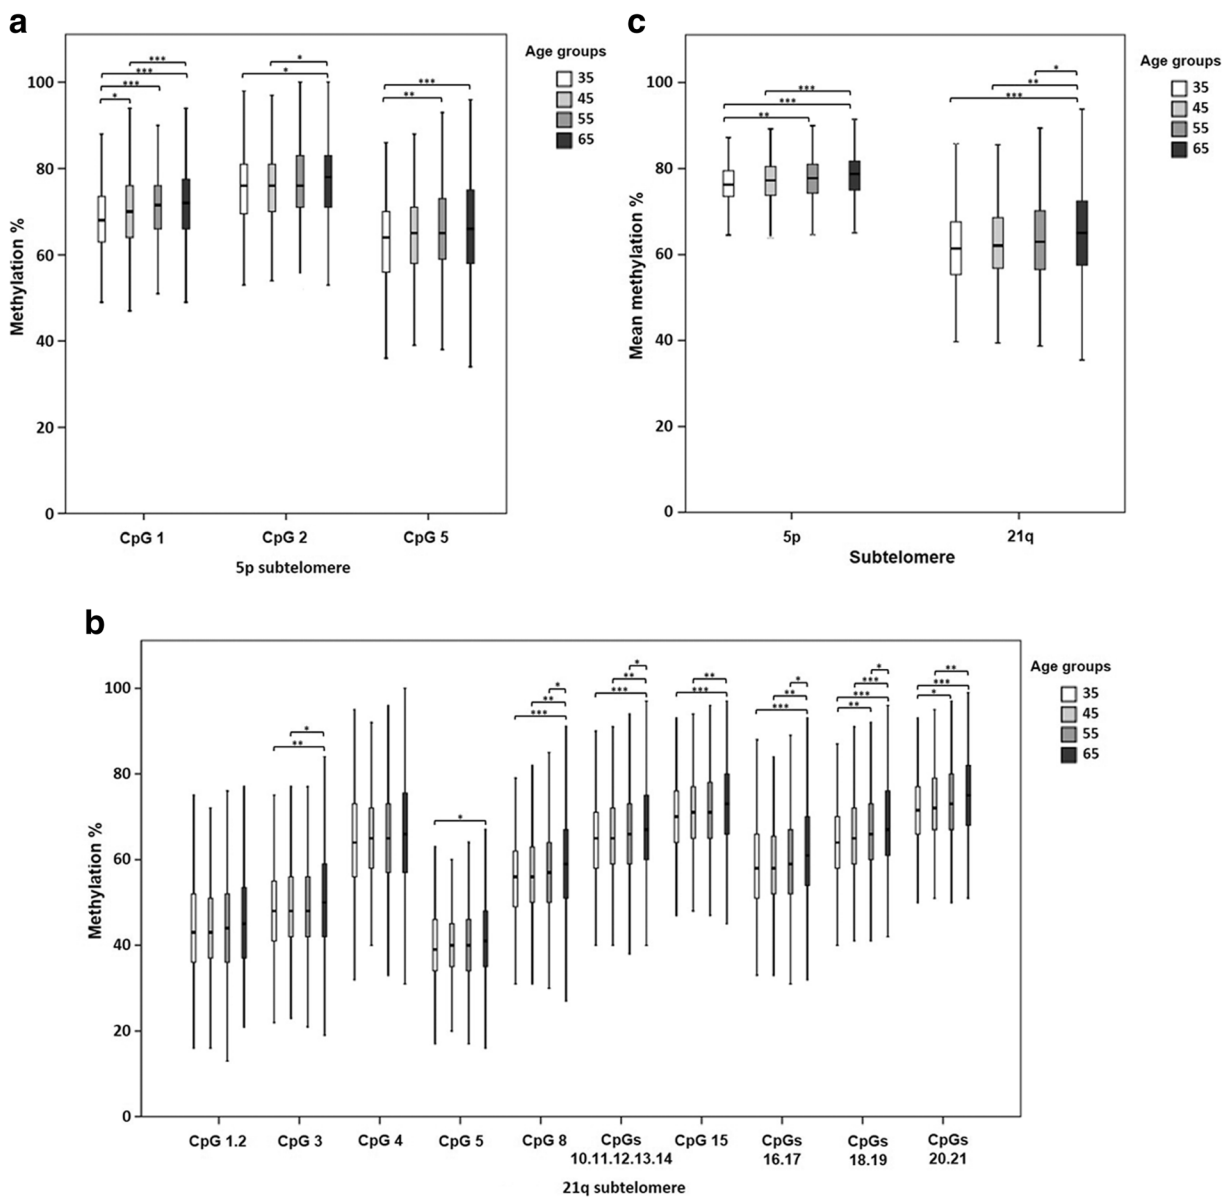 a
Age groups
35
45
55
65
***
***
***
*
*
*
***
**
100
80
60
40
20
0
Methylation %
CpG 1
CpG 2
CpG 5
5p subtelomere
c
Age groups
35
45
55
65
***
***
**
*
**
***
100
80
60
40
20
0
Mean methylation %
5p
21q
Subtelomere
b
Age groups
35
45
55
65
*
**
*
*
**
***
*
**
***
**
***
*
**
***
*
***
***
**
**
***
*
100
80
60
40
20
0
Methylation %
CpG 1.2
CpG 3
CpG 4
CpG 5
CpG 8
CpGs
10.11.12.13.14
CpG 15
CpGs
16.17
CpGs
18.19
CpGs
20.21
21q subtelomere